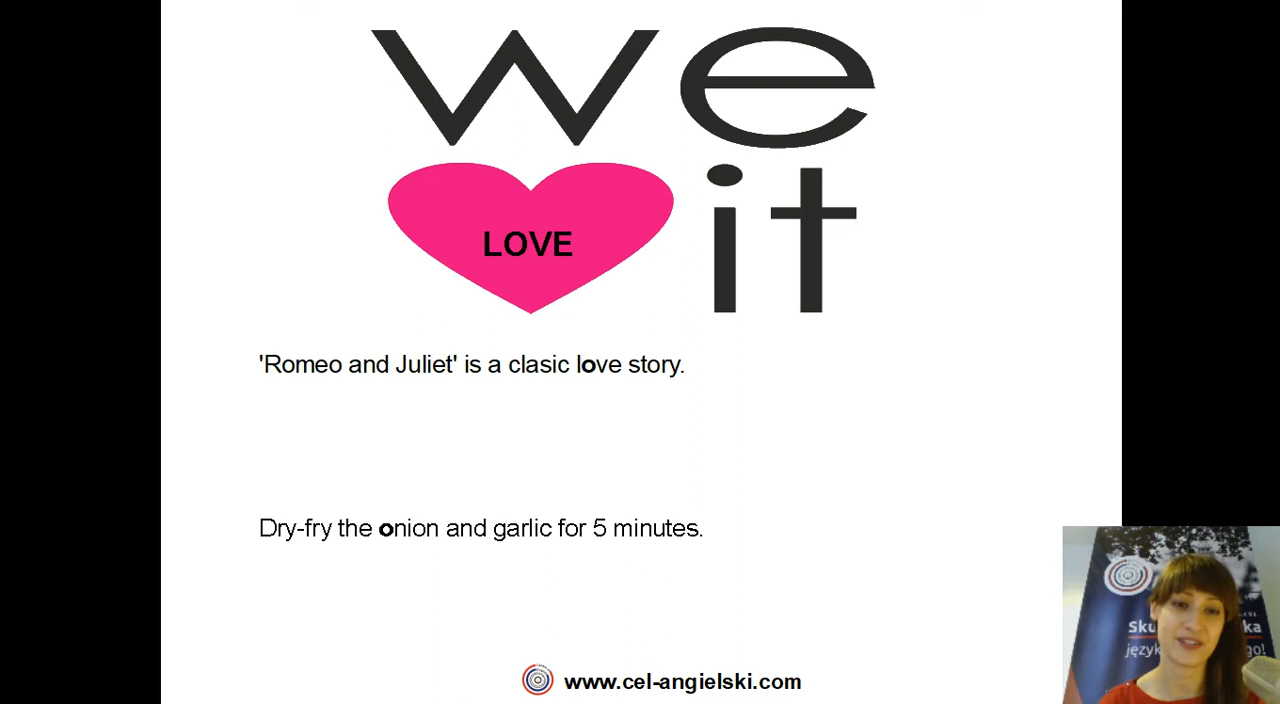 we
LOVE it
'Romeo and Juliet' is a clasic love story.
Dry-fry the onion and garlic for 5 minutes.
www.cel-angielski.com